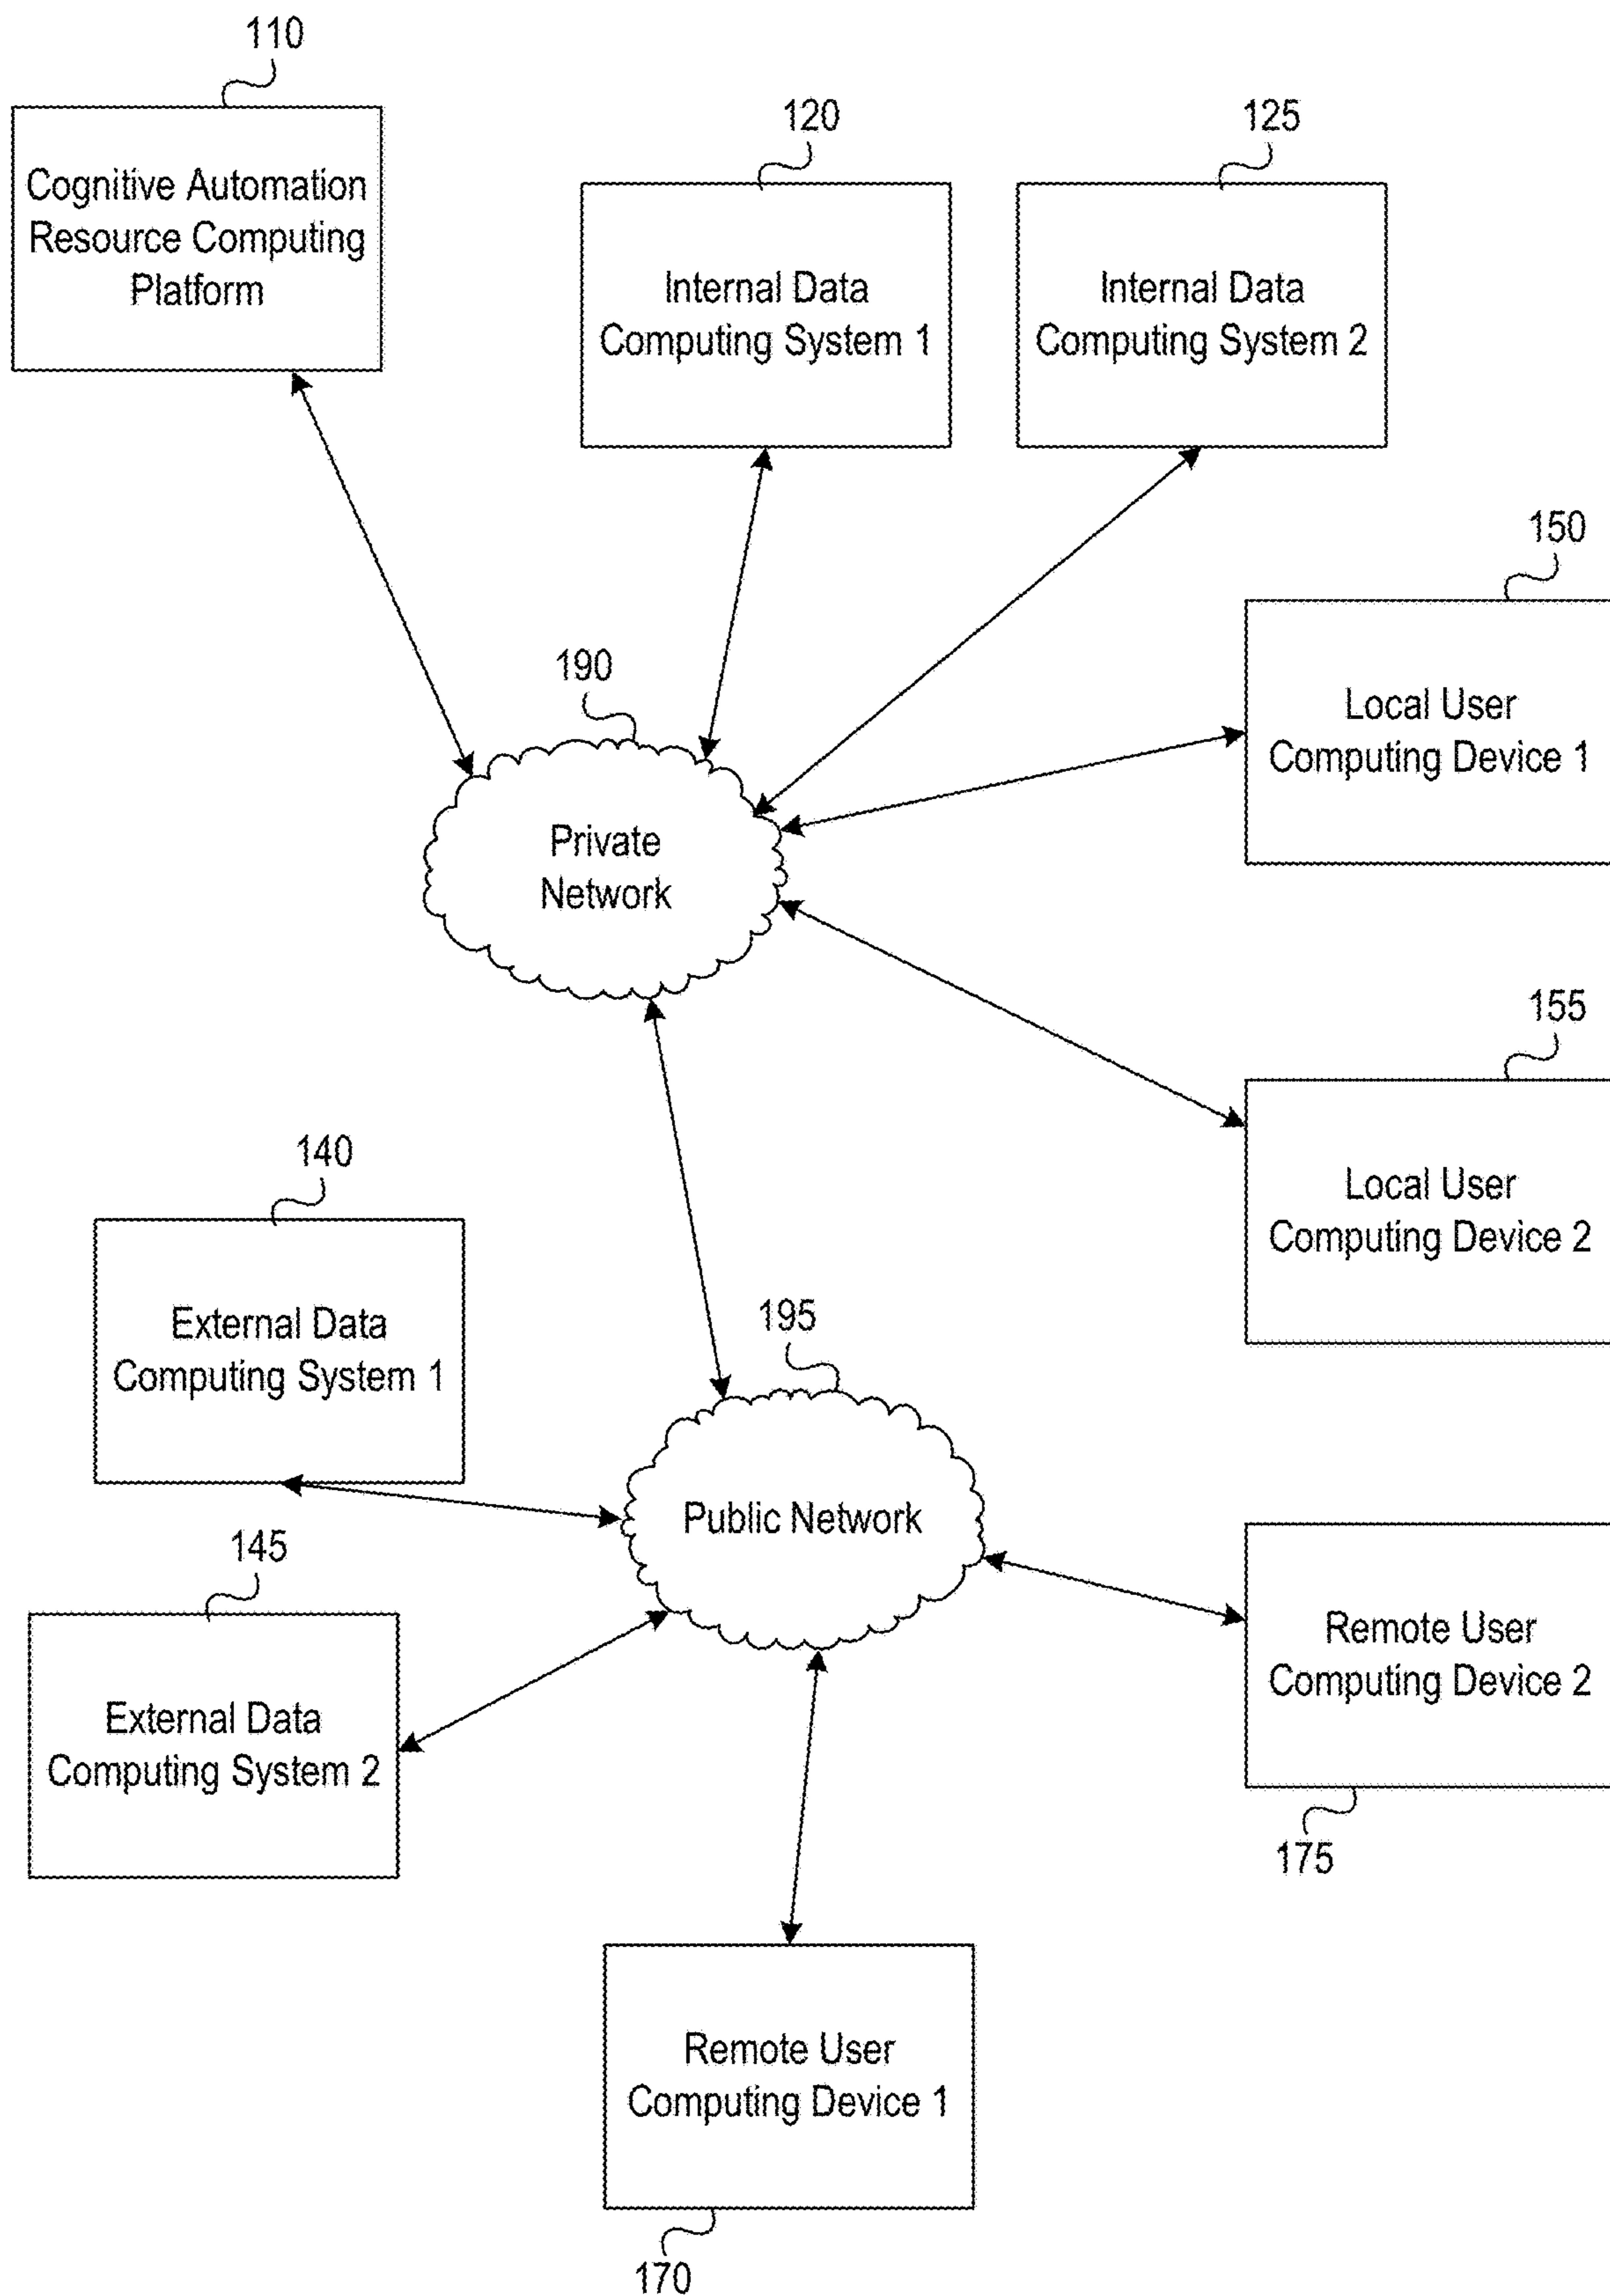 110
Cognitive Automation
Resource Computing
Platform
120
Internal Data
Computing System 1
125
Internal Data
Computing System 2
150
Local User
Computing Device 1
190
Private
Network
155
Local User
Computing Device 2
140
External Data
Computing System 1
195
Public Network
145
External Data
Computing System 2
Remote User
Computing Device 2
175
Remote User
Computing Device 1
170